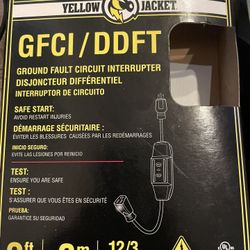 YELLOW JACKET
GFCI/DDFT
GROUND FAULT CIRCUIT INTERRUPTER
DISJONCTEUR DIFFÉRENTIEL
INTERRUPTOR DE CIRCUITO
SAFE START:
AVOID RESTART INJURIES
DÉMARRAGE SÉCURITAIRE :
ÉVITER LES BLESSURES CAUSÉES PAR LES REDÉMARRAGES
INICIO SEGURO:
EVITE LAS LESIONES POR REINICIO
TEST:
ENSURE YOU ARE SAFE
TEST :
S'ASSURER QUE VOUS ÊTES EN SÉCURITÉ
PRUEBA:
GARANTICE SU SEGURIDAD
12/3